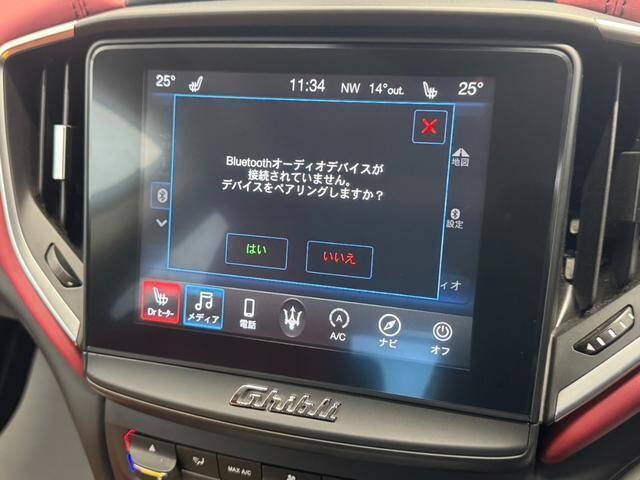 25° 11:34 NW 14°out. 25°
Bluetoothオーディオデバイスが
接続されていません。
デバイスをペアリングしますか？
はい いいえ
地図
設定
ィオ
Drヒーター メディア 電話 A/C ナビ オフ
Ghibli
MAX A/C